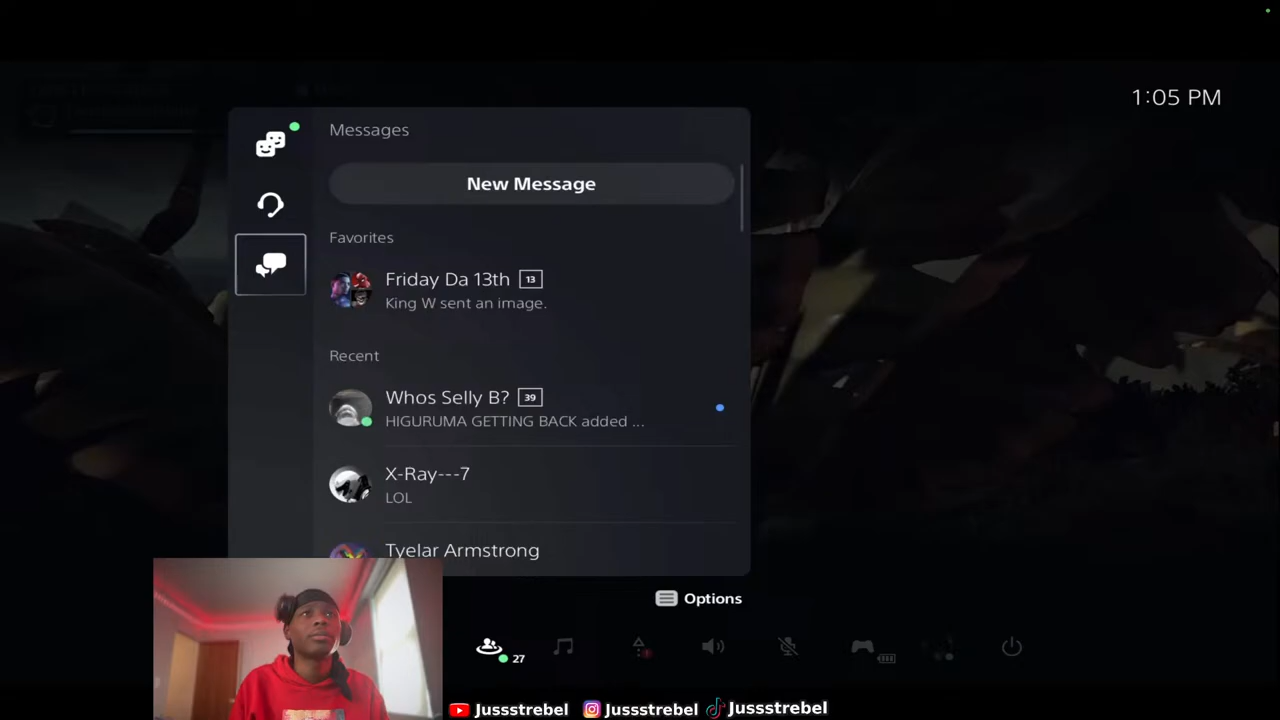 1:05 PM
Messages
New Message
Favorites
Friday Da 13th 13
King W sent an image.
Recent
Whos Selly B? 39
HIGURUMA GETTING BACK added ...
X-Ray---7
LOL
Tyelar Armstrong
Options
27
Jussstrebel Jussstrebel Jussstrebel